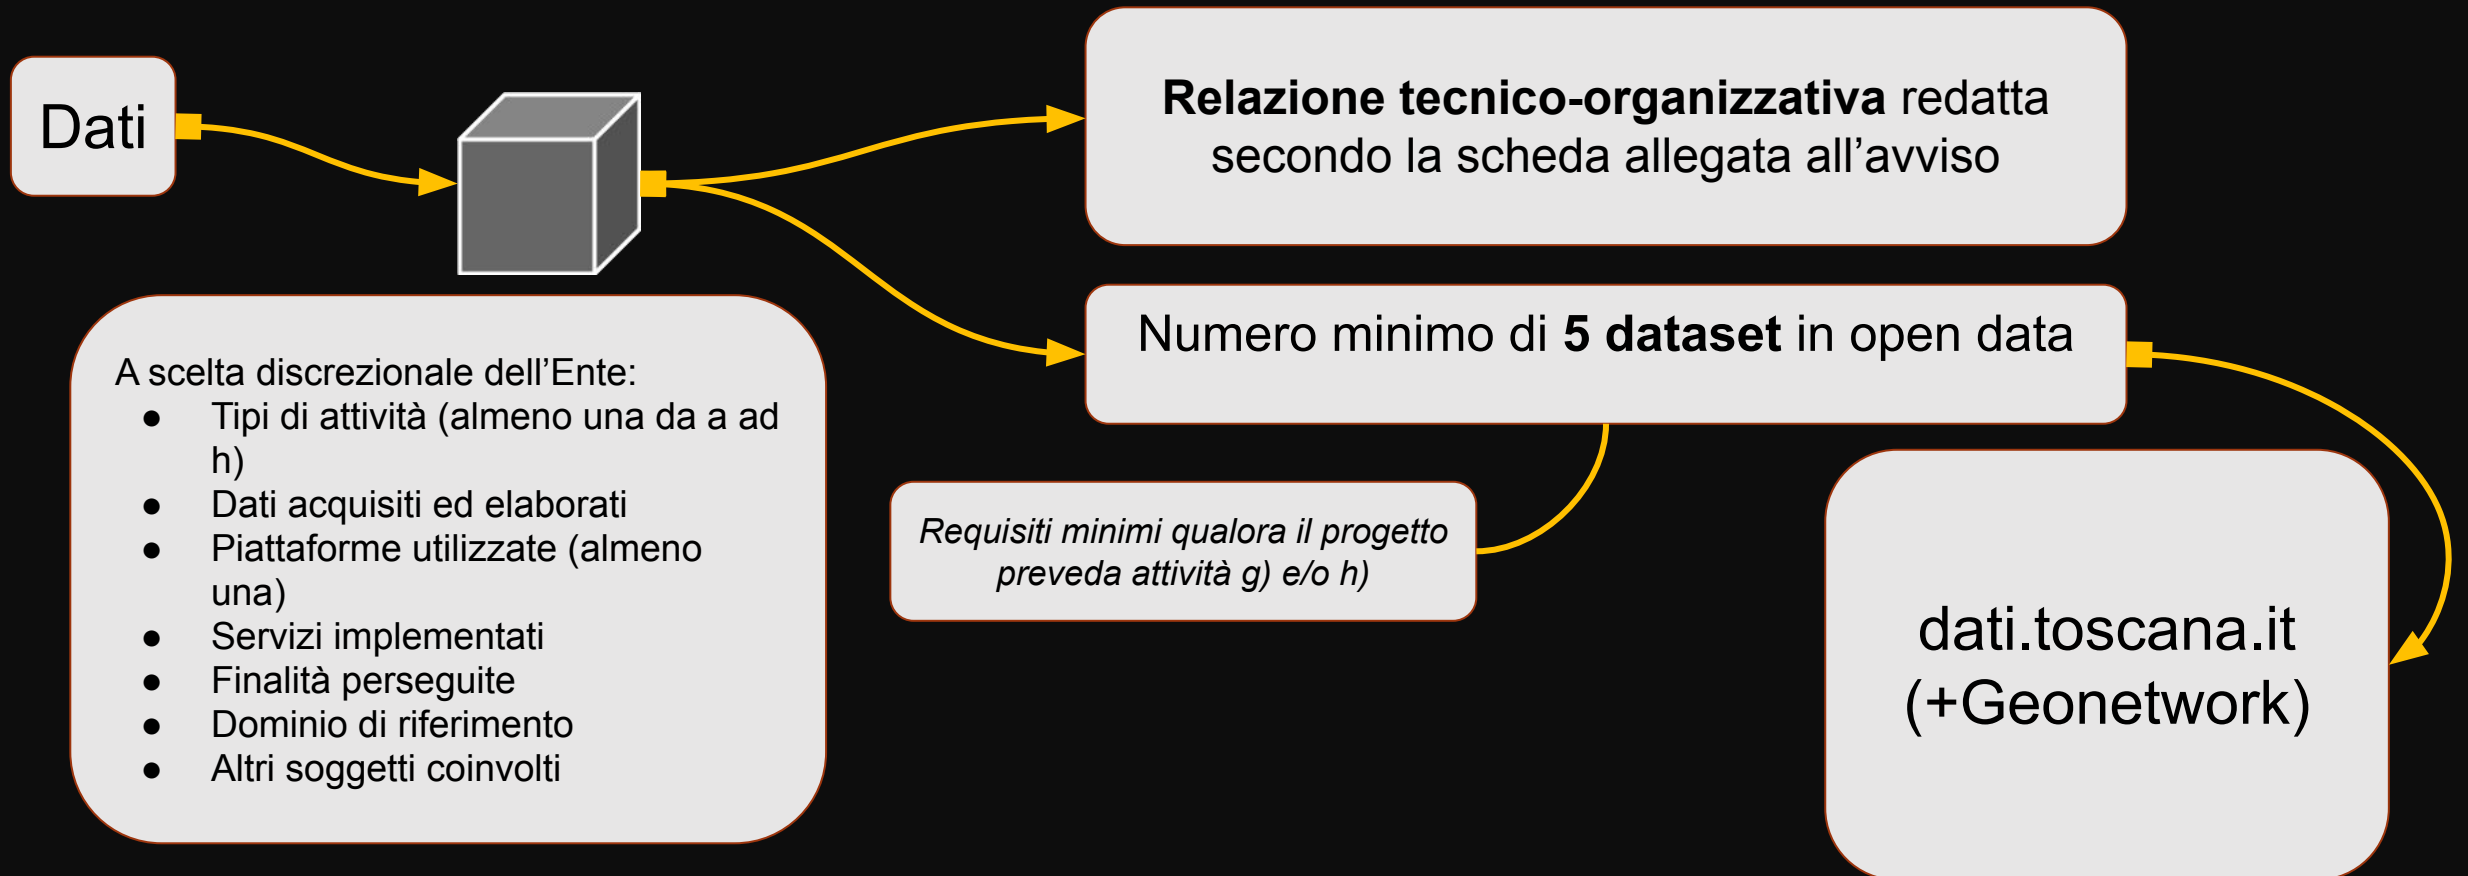 Dati
Relazione tecnico-organizzativa redatta
secondo la scheda allegata all’avviso
Numero minimo di 5 dataset in open data
A scelta discrezionale dell’Ente:
● Tipi di attività (almeno una da a ad
h)
● Dati acquisiti ed elaborati
● Piattaforme utilizzate (almeno
una)
● Servizi implementati
● Finalità perseguite
● Dominio di riferimento
● Altri soggetti coinvolti
Requisiti minimi qualora il progetto
preveda attività g) e/o h)
dati.toscana.it
(+Geonetwork)